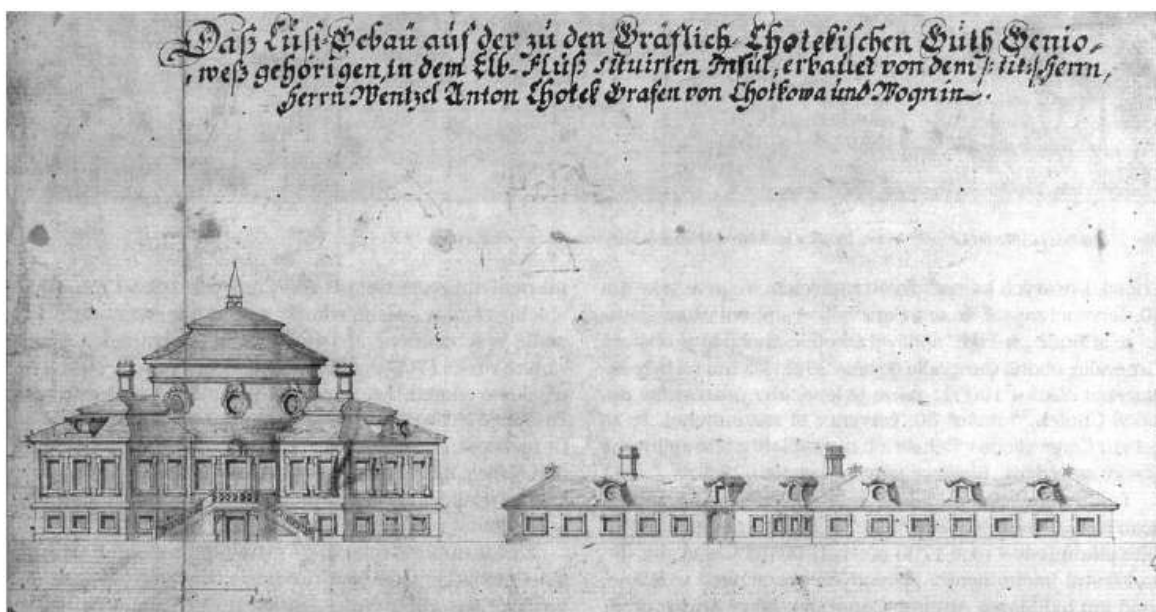 Daß Lust-Gebäu auf der zu den Gräflich-Chotekischen Guth Genio-
weß gehörigen, in dem Elb-Fluß situirten Insul, erbauet von dem /:tit:/ Herrn,
Herrn Wentzel Anton Chotek Grafen von Chotkowa und Wognin.